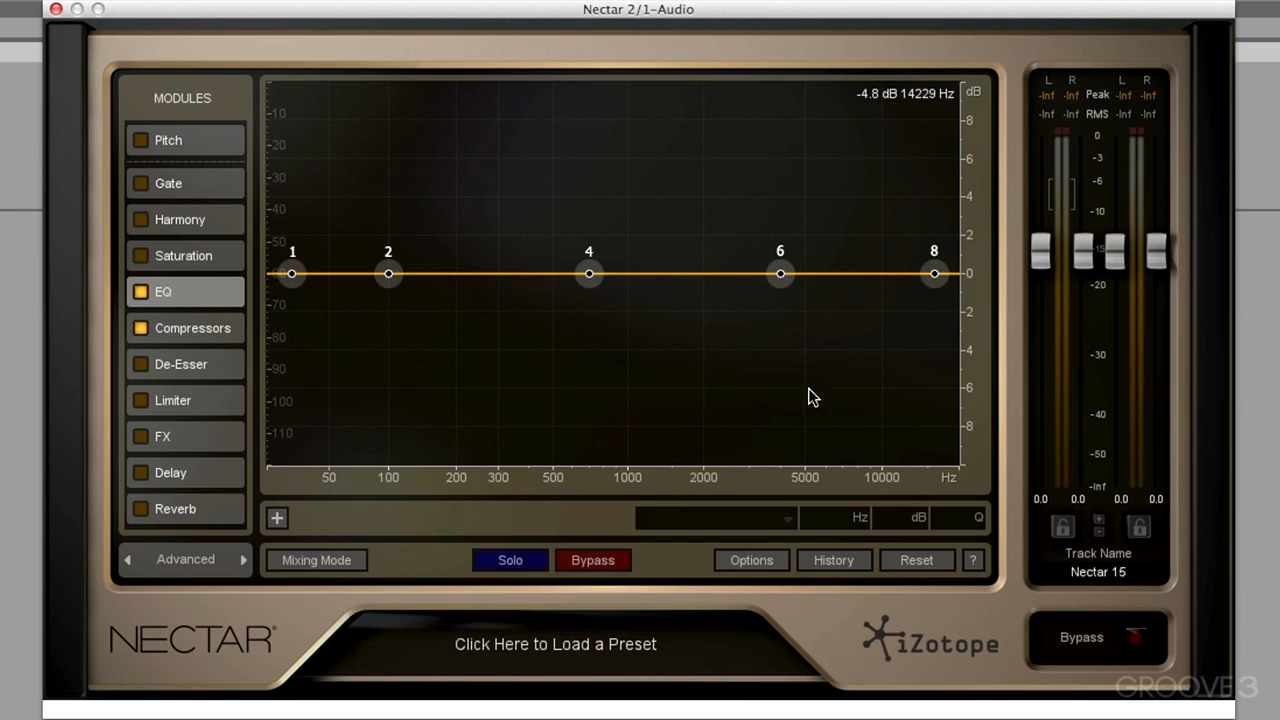 Nectar 2/1-Audio
MODULES
Pitch
Gate
Harmony
Saturation
EQ
Compressors
De-Esser
Limiter
FX
Delay
Reverb
Advanced
-4.8 dB 14229 Hz
dB
-10
-20
-30
-40
-50
-70
-80
-90
-100
-110
8
6
4
2
0
2
4
6
8
1 2 4 6 8
50 100 200 300 500 1000 2000 5000 10000 Hz
+ Hz dB Q
Mixing Mode Solo Bypass Options History Reset ?
L R L R
-Inf -Inf Peak -Inf -Inf
-Inf -Inf RMS -Inf -Inf
0
-3
-6
-10
15
-20
-30
-40
-50
-Inf
0.0 0.0 0.0 0.0
Track Name
Nectar 15
NECTAR®
Click Here to Load a Preset
iZotope
Bypass
GROOVE3